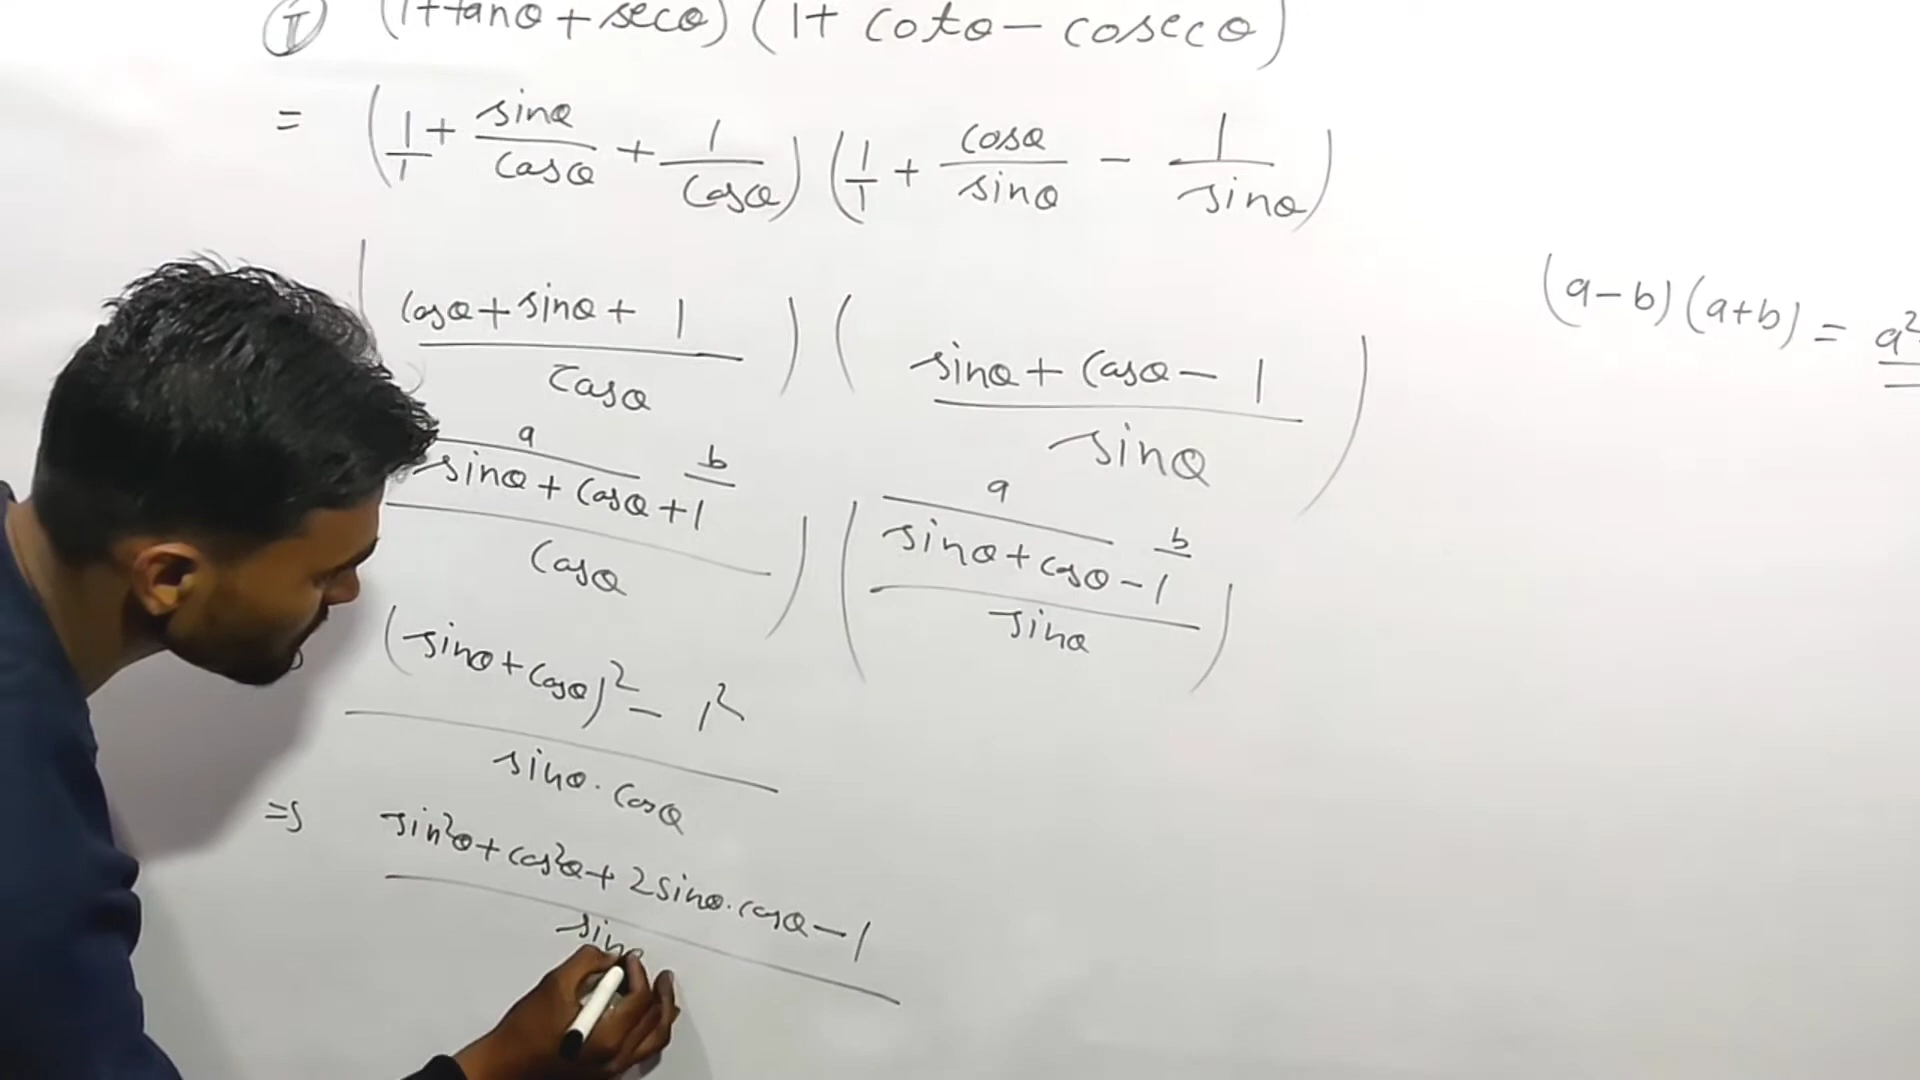 I (1+tanθ+secθ)(1+ cotθ- cosecθ)
= (1/1 + sinθ/cosθ + 1/cosθ) (1/1 + cosθ/sinθ - 1/sinθ)
(cosθ+sinθ+ 1/cosθ) (sinθ+cosθ- 1/sinθ)
(a-b)(a+b) = a²
a b a b
(sinθ+cosθ+1/cosθ) (sinθ+cosθ-1/sinθ)
(sinθ+cosθ)² - 1²
sinθ.cosθ
=> sin²θ+cos²θ+2sinθ.cosθ-1
sinθ